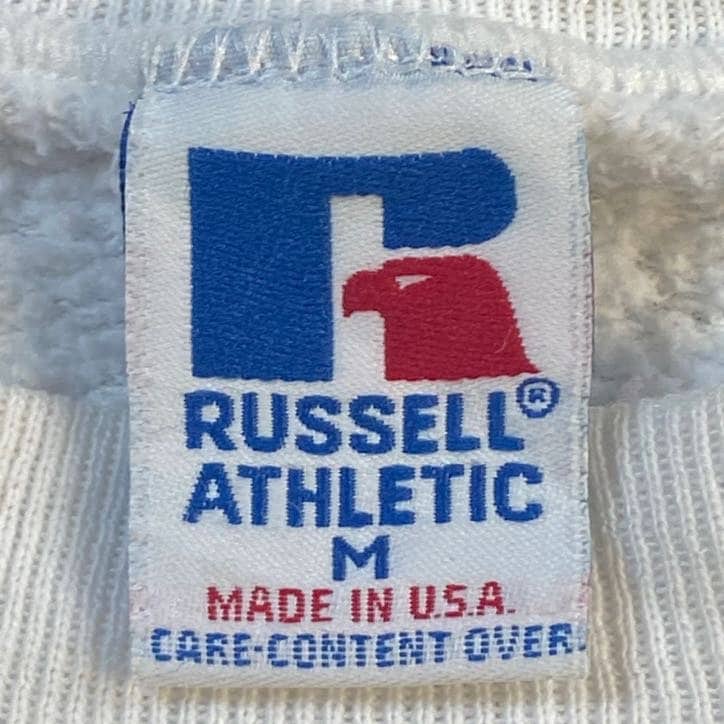 RUSSELL®
ATHLETIC
M
MADE IN U.S.A.
CARE-CONTENT OVER